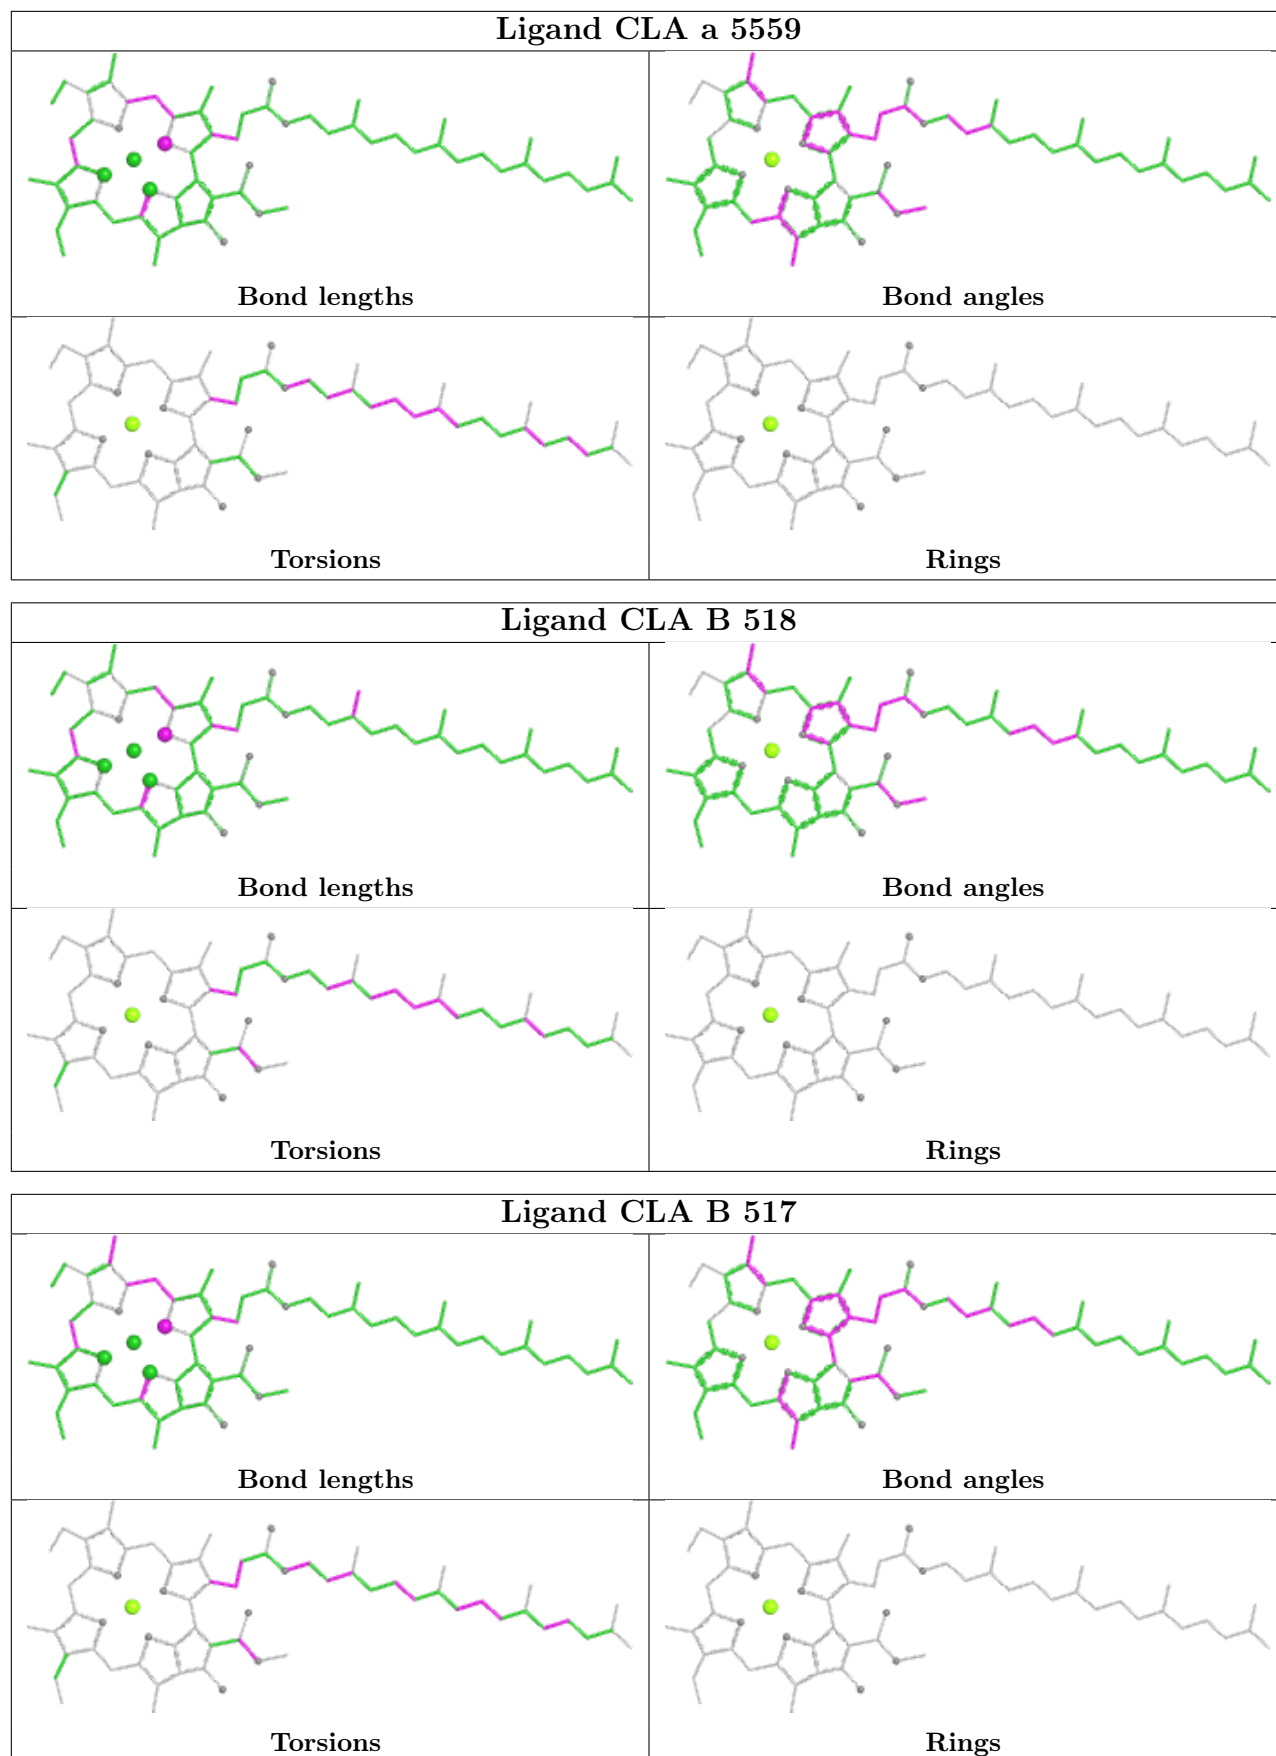 Ligand CLA a 5559
Bond lengths
Bond angles
Torsions
Rings
Ligand CLA B 518
Bond lengths
Bond angles
Torsions
Rings
Ligand CLA B 517
Bond lengths
Bond angles
Torsions
Rings